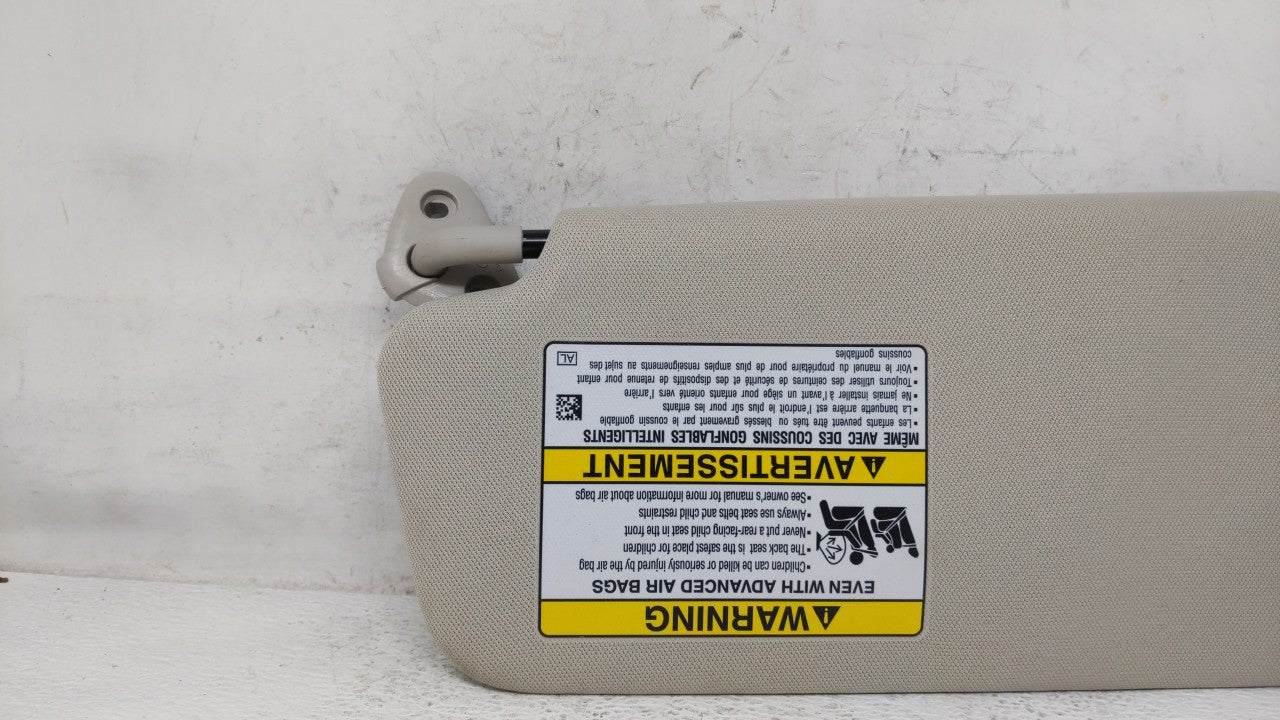 WARNING
EVEN WITH ADVANCED AIR BAGS
• Children can be killed or seriously injured by the air bag
• The back seat is the safest place for children
• Never put a rear-facing child seat in the front
• Always use seat belts and child restraints
• See owner's manual for more information about air bags
AVERTISSEMENT
MÊME AVEC DES COUSSINS GONFLABLES INTELLIGENTS
• Les enfants peuvent être tués ou blessés gravement par le coussin gonflable
• La banquette arrière est l'endroit le plus sûr pour les enfants
• Ne jamais installer à l'avant un siège pour enfants orienté vers l'arrière
• Toujours utiliser des ceintures de sécurité et des dispositifs de retenue pour enfant
• Voir le manuel du propriétaire pour de plus amples renseignements au sujet des
coussins gonflables
AL